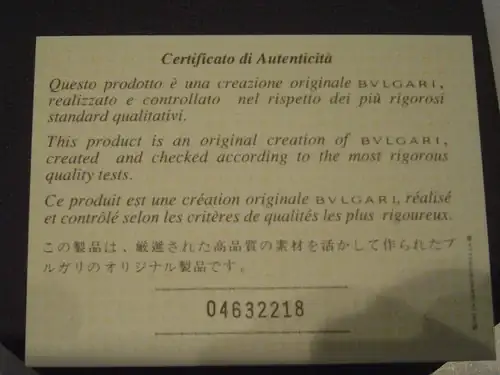 Certificato di Autenticità
Questo prodotto è una creazione originale BVLGARI,
realizzato e controllato nel rispetto dei più rigorosi
standard qualitativi.
This product is an original creation of BVLGARI,
created and checked according to the most rigorous
quality tests.
Ce produit est une création originale BVLGARI, réalisé
et contrôlé selon les critères de qualités les plus rigoureux.
この製品は、厳選された高品質の素材を活かして作られたブ
ルガリのオリジナル製品です。
04632218